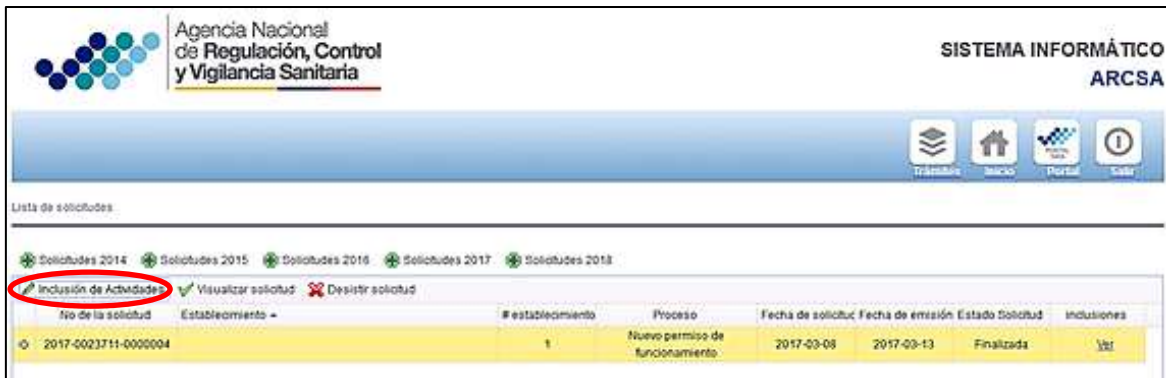 Agencia Nacional
de Regulación, Control
y Vigilancia Sanitaria
SISTEMA INFORMÁTICO
ARCSA
Trámites Inicio Portal Salir
Lista de solicitudes
Solicitudes 2014 Solicitudes 2015 Solicitudes 2016 Solicitudes 2017 Solicitudes 2018
Inclusión de Actividades Visualizar solicitud Desistir solicitud
No de la solicitud Establecimiento # establecimiento Proceso Fecha de solicituc Fecha de emisión Estado Solicitud Inclusiones
2017-0023711-0000004 1 Nuevo permiso de funcionamiento 2017-03-08 2017-03-13 Finalizada Ver